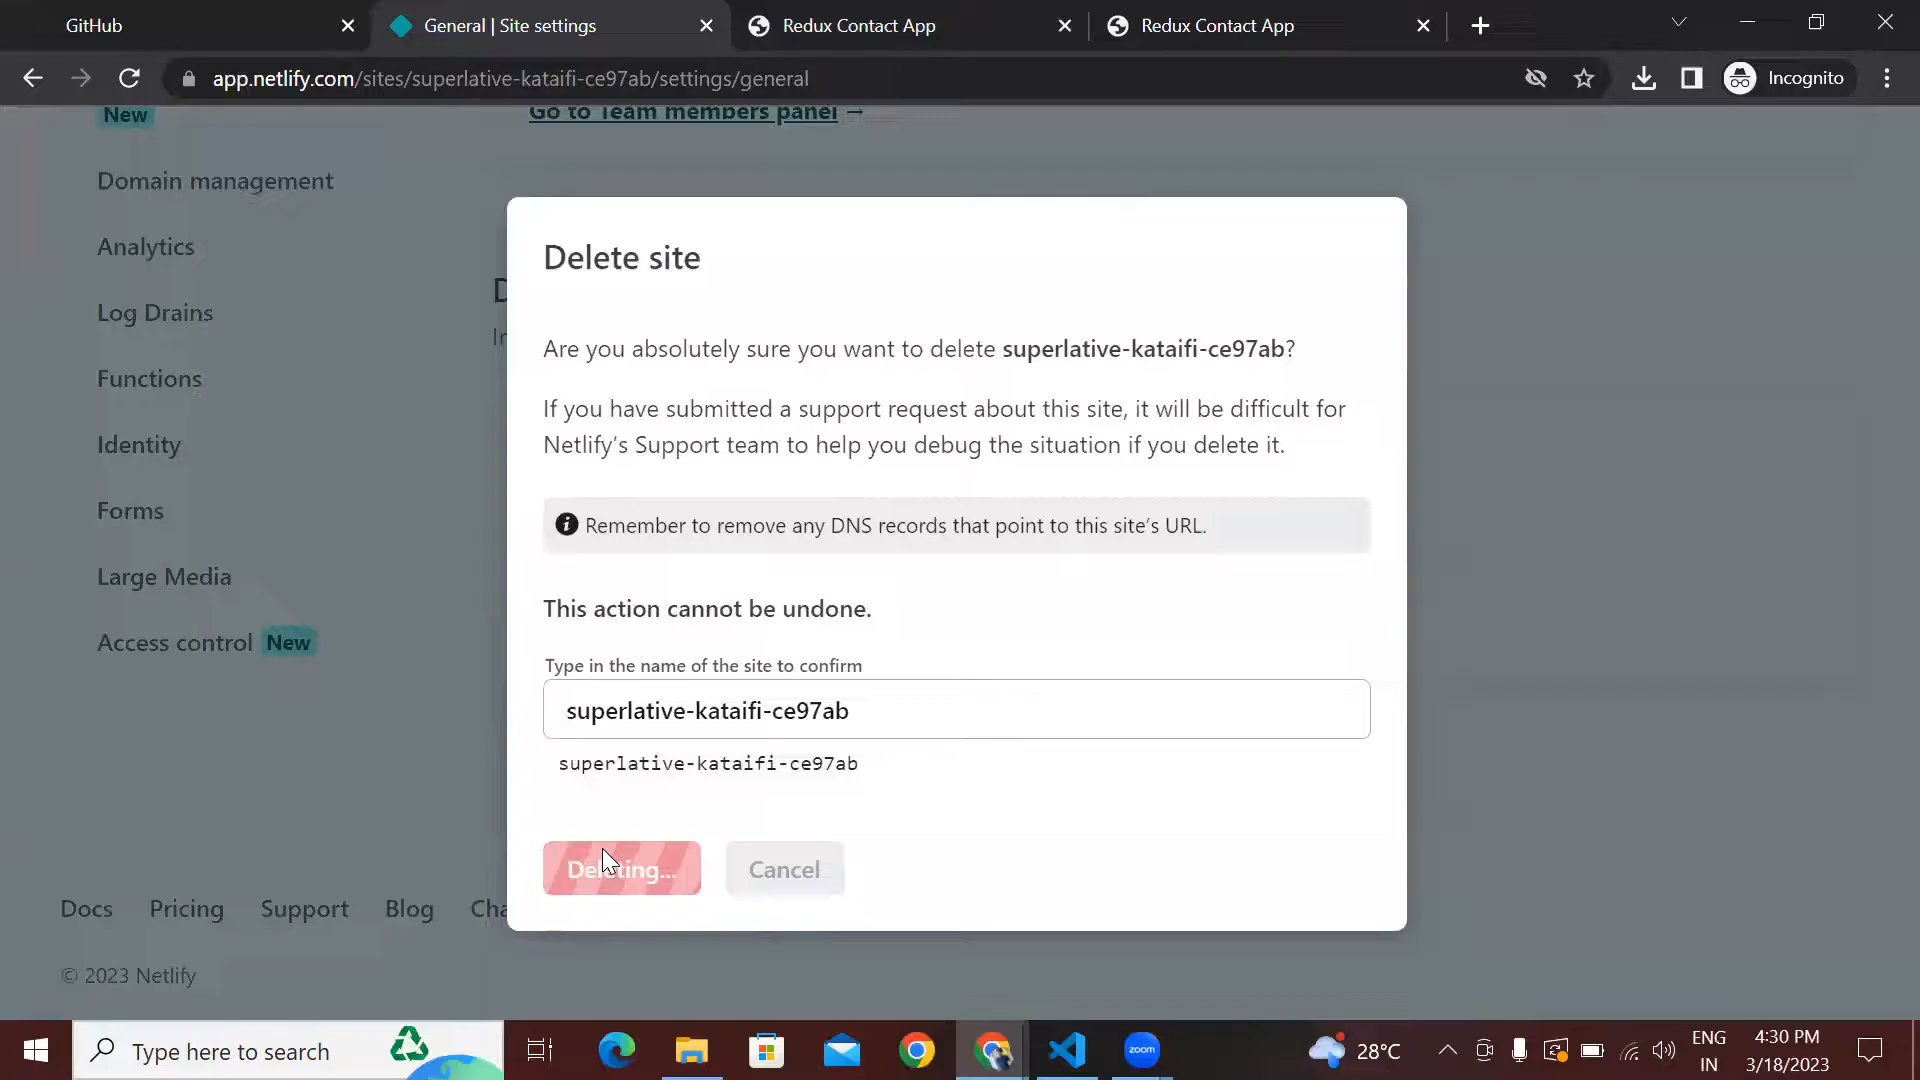 GitHub
General | Site settings
Redux Contact App
Redux Contact App
app.netlify.com/sites/superlative-kataifi-ce97ab/settings/general
Incognito
New
Go to Team members panel →
Domain management
Analytics
Log Drains
Functions
Identity
Forms
Large Media
Access control New
Delete site
Are you absolutely sure you want to delete superlative-kataifi-ce97ab?
If you have submitted a support request about this site, it will be difficult for
Netlify’s Support team to help you debug the situation if you delete it.
Remember to remove any DNS records that point to this site’s URL.
This action cannot be undone.
Type in the name of the site to confirm
superlative-kataifi-ce97ab
superlative-kataifi-ce97ab
Deleting...
Cancel
Docs Pricing Support Blog
© 2023 Netlify
Type here to search
zoom
28°C
ENG
IN
4:30 PM
3/18/2023